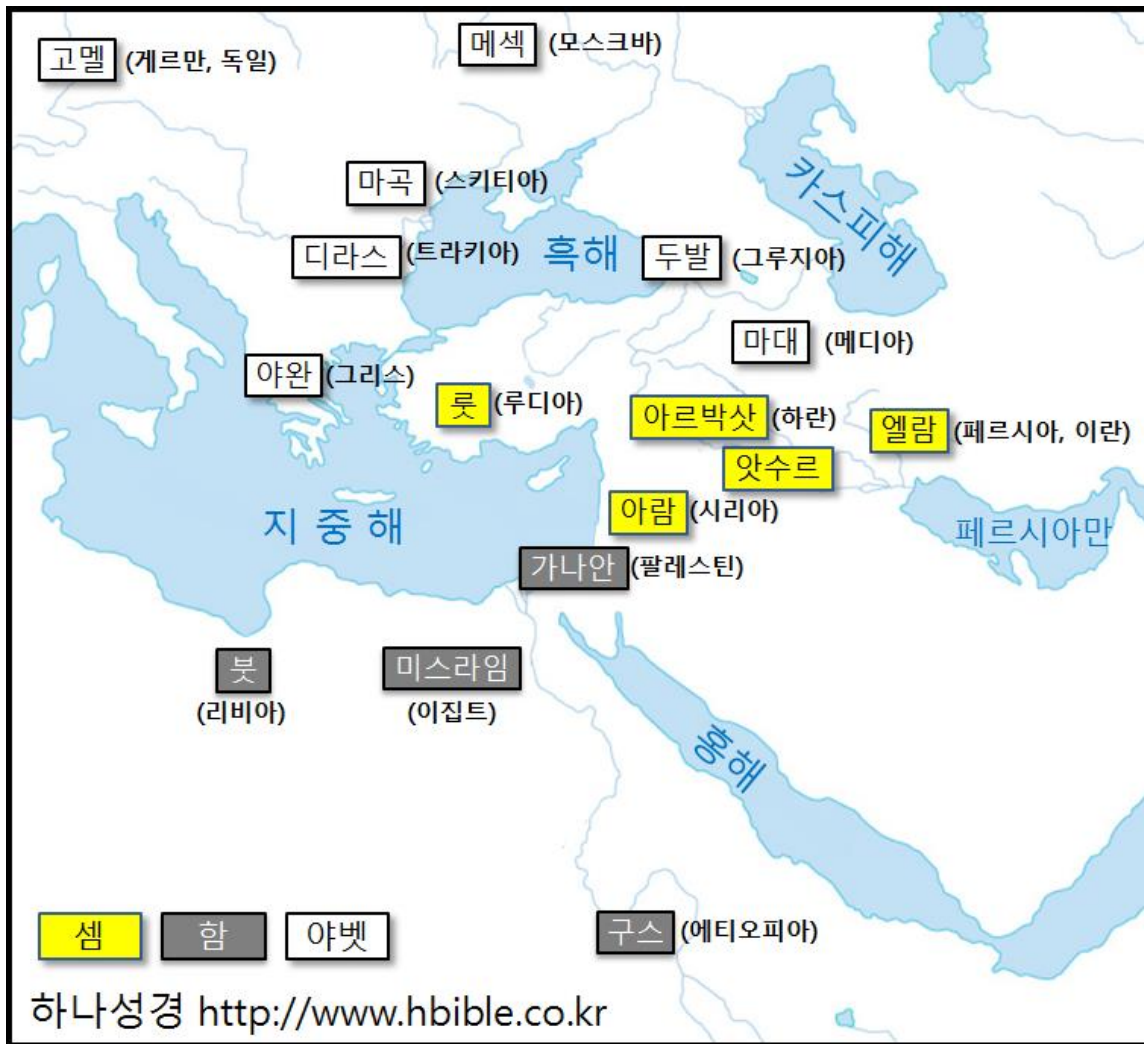 고멜 (게르만, 독일)
메섹 (모스크바)
마곡 (스키티아)
카스피해
디라스 (트라키아)
흑해
두발 (그루지아)
마대 (메디아)
야완 (그리스)
룻 (루디아)
아르박삿 (하란)
엘람 (페르시아, 이란)
앗수르
아람 (시리아)
지 중 해
페르시아만
가나안 (팔레스틴)
붓
(리비아)
미스라임
(이집트)
홍해
셈 함 야벳
구스 (에티오피아)
하나성경 http://www.hbible.co.kr